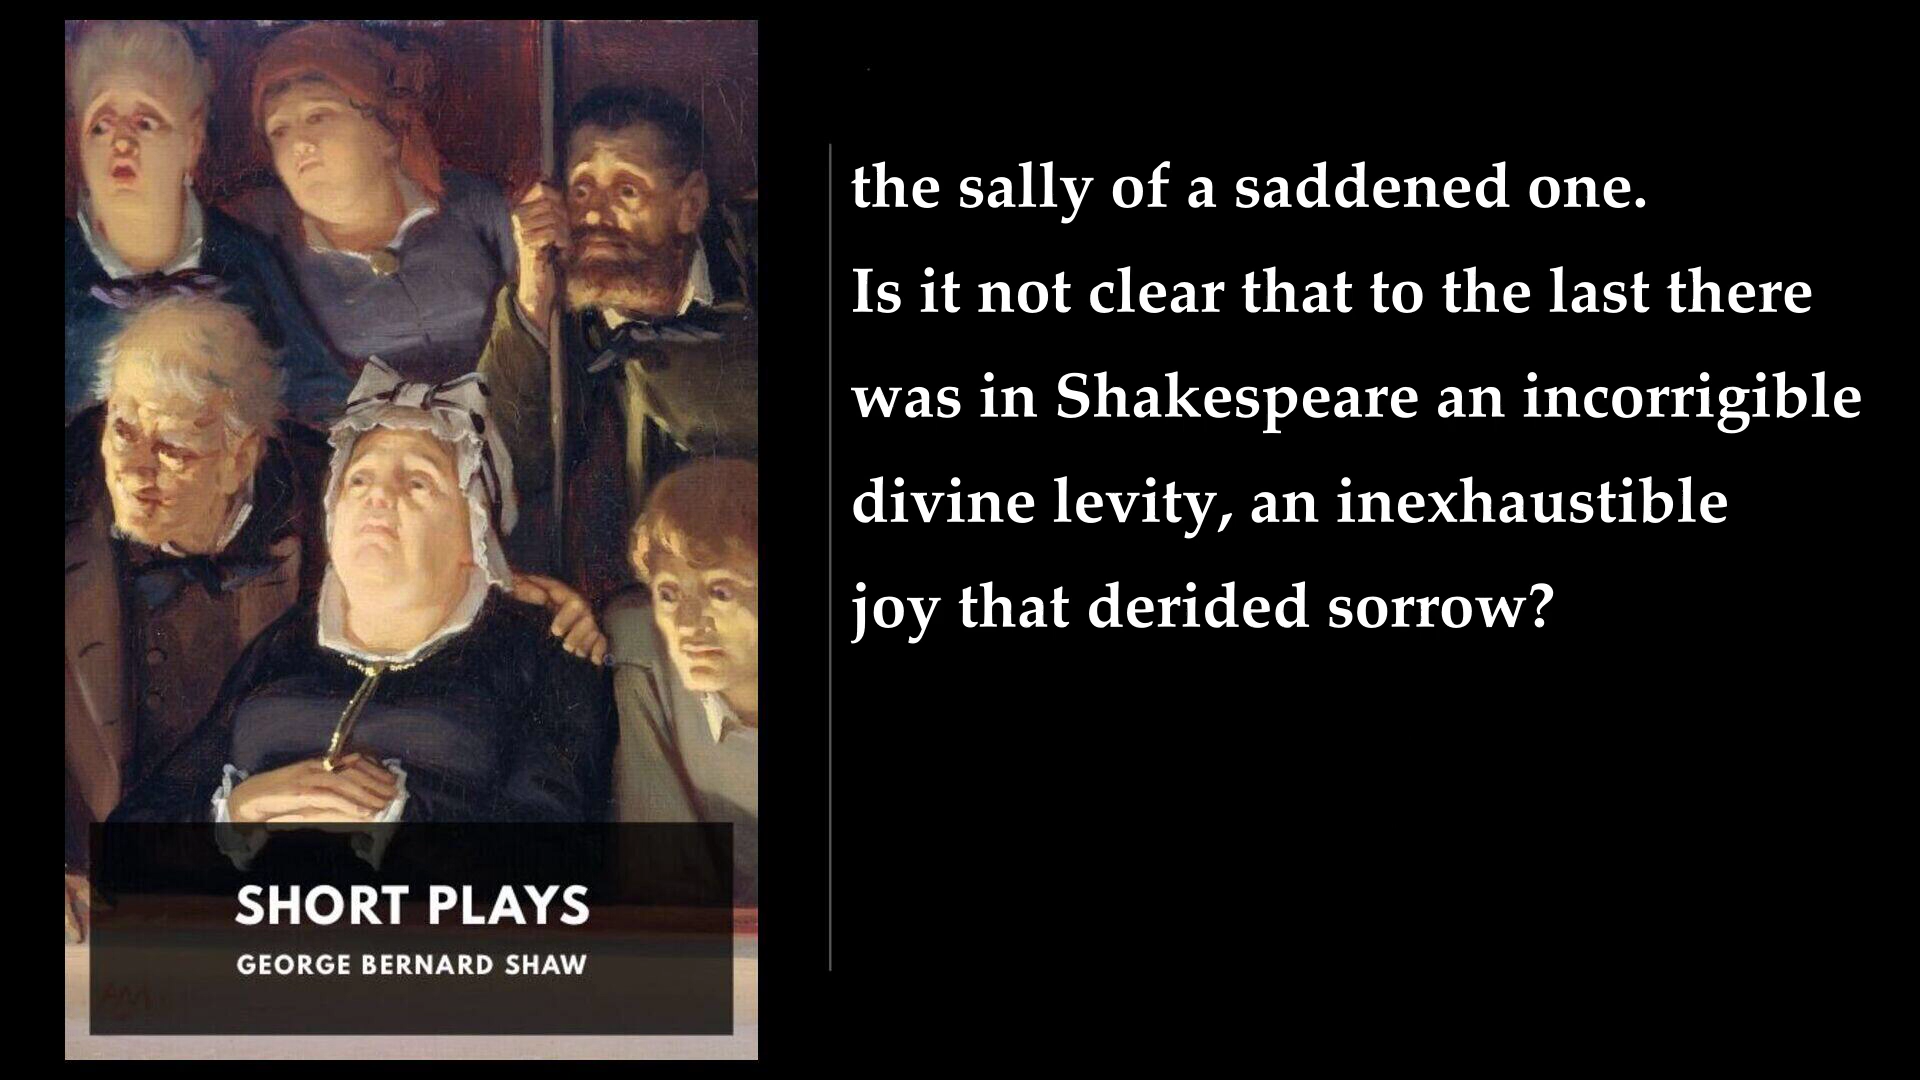 the sally of a saddened one.
Is it not clear that to the last there
was in Shakespeare an incorrigible
divine levity, an inexhaustible
joy that derided sorrow?
SHORT PLAYS
GEORGE BERNARD SHAW